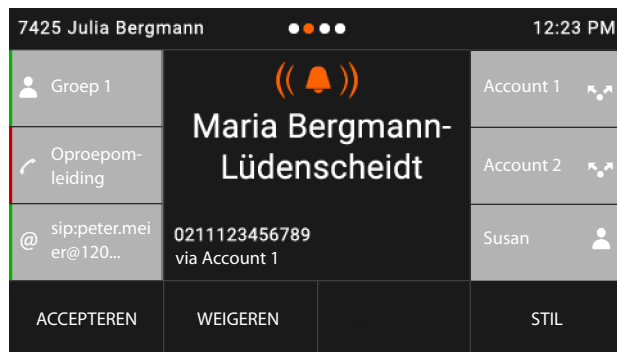 7425 Julia Bergmann
12:23 PM
Groep 1
Oproepom-
leiding
@ sip:peter.mei
er@120...
Maria Bergmann-
Lüdenscheidt
0211123456789
via Account 1
Account 1
Account 2
Susan
ACCEPTEREN
WEIGEREN
STIL